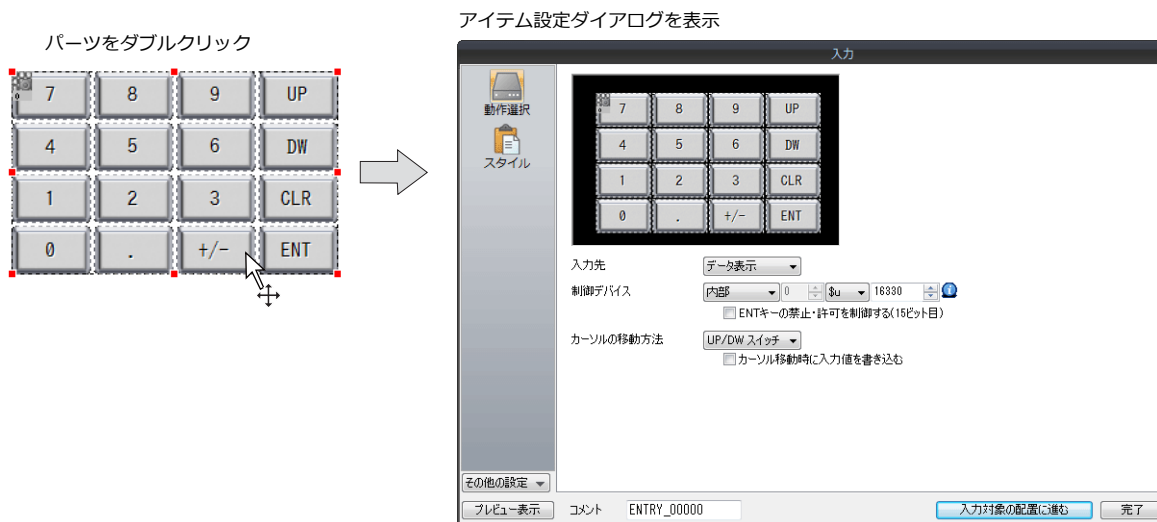 アイテム設定ダイアログを表示
パーツをダブルクリック
7 8 9 UP
4 5 6 DW
1 2 3 CLR
0 . +/- ENT
入力
動作選択
スタイル
7 8 9 UP
4 5 6 DW
1 2 3 CLR
0 . +/- ENT
入力先 データ表示
制御デバイス 内部 0 $u 16330
ENTキーの禁止・許可を制御する(15ビット目)
カーソルの移動方法 UP/DW スイッチ
カーソル移動時に入力値を書き込む
その他の設定
プレビュー表示 コメント ENTRY_00000 入力対象の配置に進む 完了